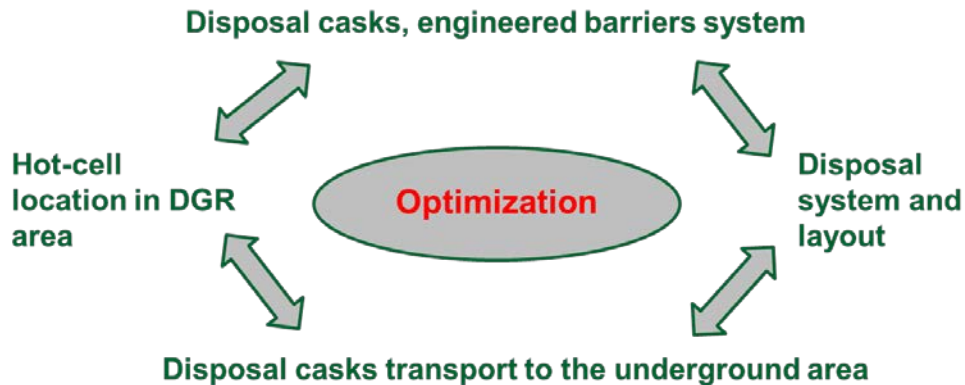 Disposal casks, engineered barriers system
Hot-cell
location in DGR
area
Optimization
Disposal
system and
layout
Disposal casks transport to the underground area